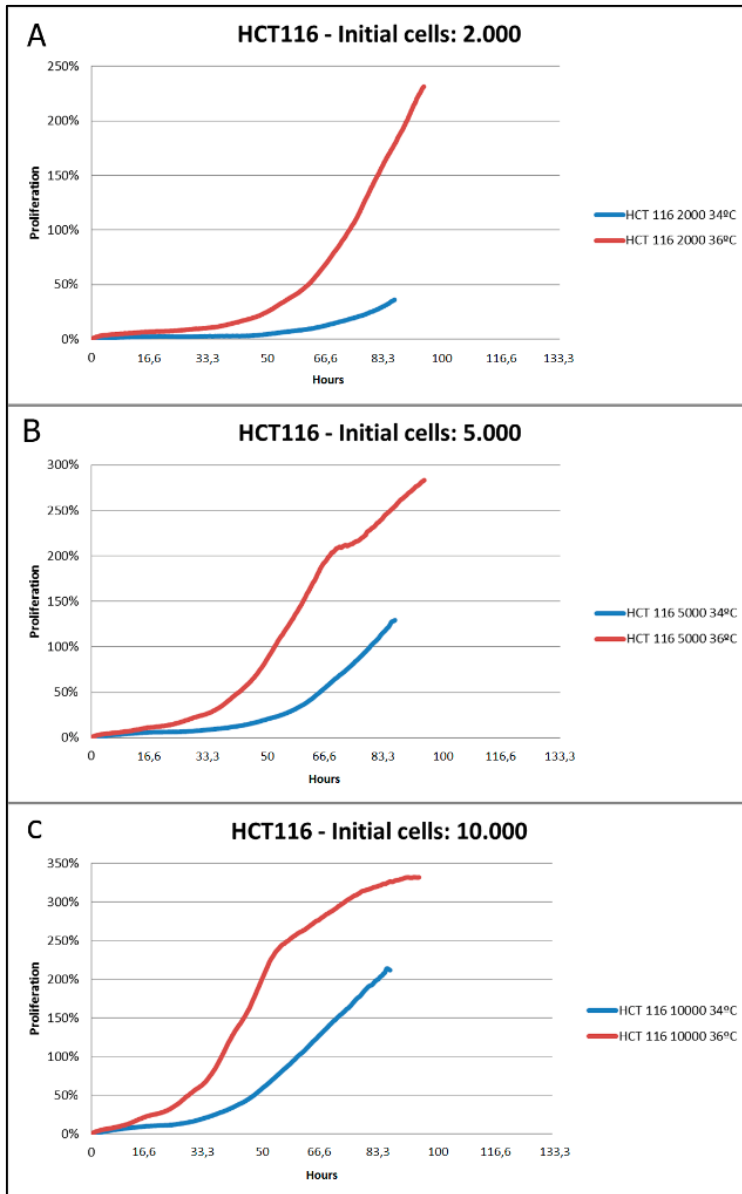 A
HCT116 - Initial cells: 2.000
250%
200%
150%
100%
50%
0%
Proliferation
0 16,6 33,3 50 66,6 83,3 100 116,6 133,3
Hours
HCT 116 2000 34ºC
HCT 116 2000 36ºC
B
HCT116 - Initial cells: 5.000
300%
250%
200%
150%
100%
50%
0%
Proliferation
0 16,6 33,3 50 66,6 83,3 100 116,6 133,3
Hours
HCT 116 5000 34ºC
HCT 116 5000 36ºC
C
HCT116 - Initial cells: 10.000
350%
300%
250%
200%
150%
100%
50%
0%
Proliferation
0 16,6 33,3 50 66,6 83,3 100 116,6 133,3
Hours
HCT 116 10000 34ºC
HCT 116 10000 36ºC